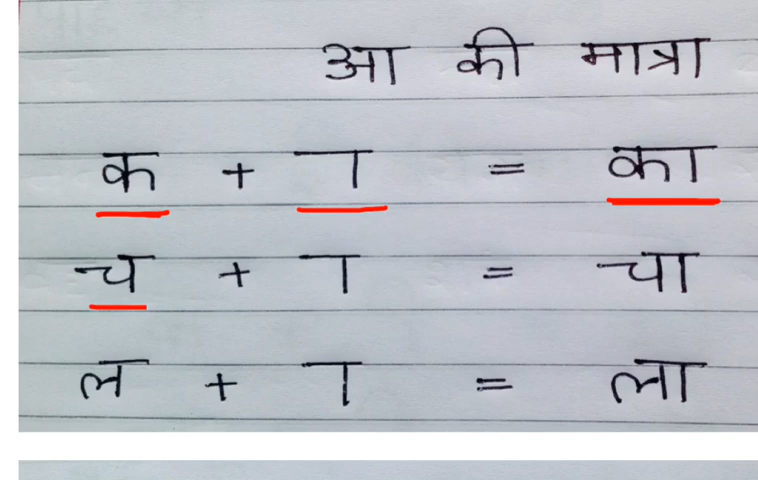 आ की मात्रा
क + ा = का
च + ा = चा
ल + ा = ला